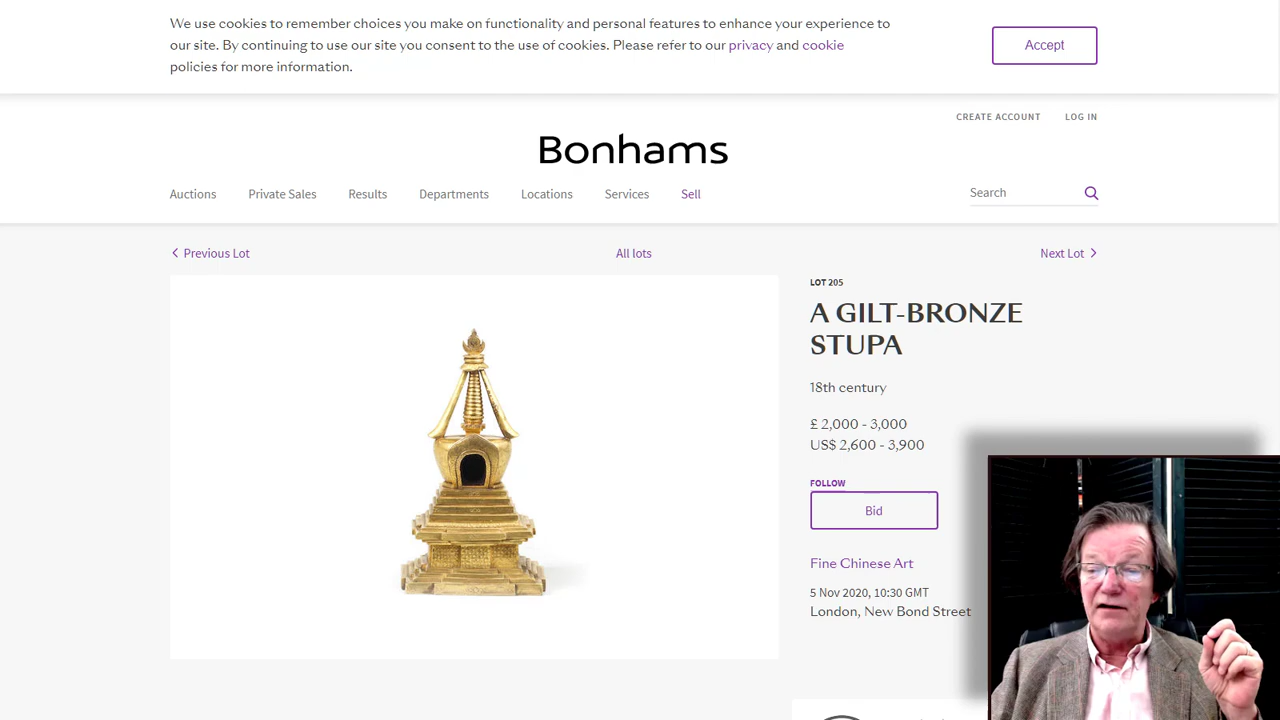 We use cookies to remember choices you make on functionality and personal features to enhance your experience to
our site. By continuing to use our site you consent to the use of cookies. Please refer to our privacy and cookie
policies for more information.
Accept
CREATE ACCOUNT
LOG IN
Bonhams
Auctions
Private Sales
Results
Departments
Locations
Services
Sell
Search
Previous Lot
All lots
Next Lot
LOT 205
A GILT-BRONZE
STUPA
18th century
£ 2,000 - 3,000
US$ 2,600 - 3,900
FOLLOW
Bid
Fine Chinese Art
5 Nov 2020, 10:30 GMT
London, New Bond Street